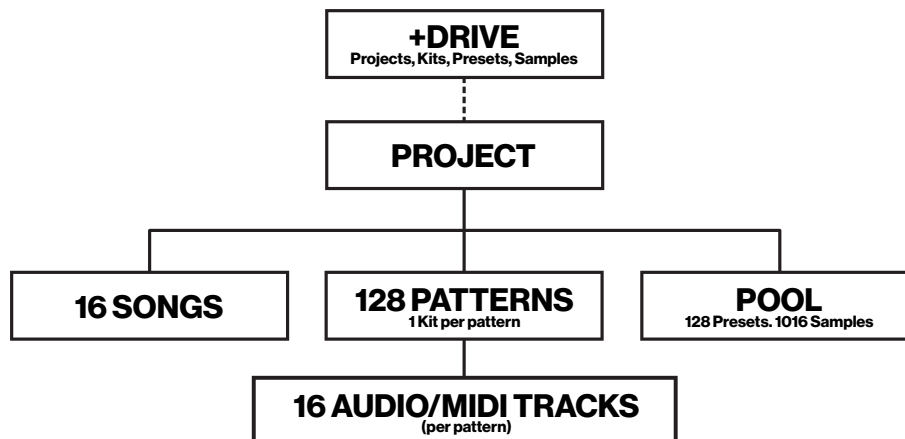 +DRIVE
Projects, Kits, Presets, Samples
PROJECT
16 SONGS
128 PATTERNS
1 Kit per pattern
POOL
128 Presets. 1016 Samples
16 AUDIO/MIDI TRACKS
(per pattern)